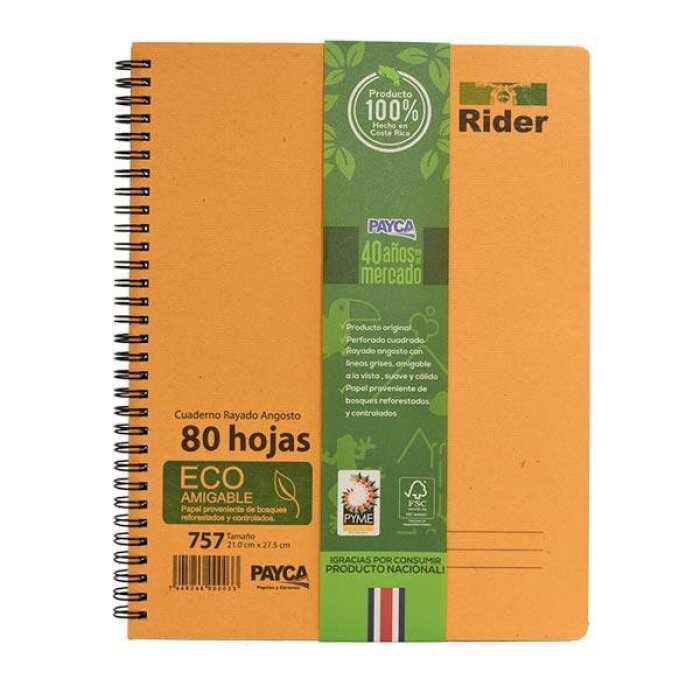 Producto
100%
Hecho en
Costa Rica
Rider
PAYCA
40 años en el
mercado
Producto original
Perforado cuadrado
Rayado angosto con
líneas grises, amigable
a la vista , suave y cálido
Papel proveniente de
bosques reforestados
y controlados
Cuaderno Rayado Angosto
80 hojas
ECO
AMIGABLE
Papel proveniente de bosques
reforestados y controlados.
757 Tamaño
21.0 cm x 27.5 cm
PAYCA
PYME
FSC
¡GRACIAS POR CONSUMIR
PRODUCTO NACIONAL!